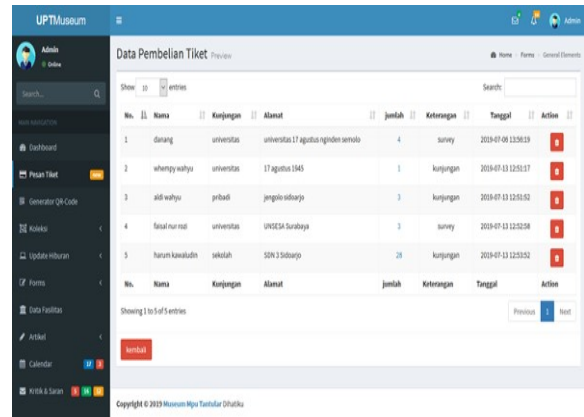 UPTMuseum
Admin
Admin
Online
Data Pembelian Tiket Preview
Home - Forms - General Elements
Search...
Show 10 entries
Search:
MAIN NAVIGATION
No. Nama Kunjungan Alamat jumlah Keterangan Tanggal Action
1 danang universitas universitas 17 agustus nginden semolo 4 survey 2019-07-06 13:56:19
2 whempy wahyu universitas 17 agustus 1945 1 kunjungan 2019-07-13 12:51:17
3 aldi wahyu pribadi jengolo sidoarjo 3 kunjungan 2019-07-13 12:51:52
4 faisal nur rozi universitas UNSESA Surabaya 3 survey 2019-07-13 12:52:58
5 harum kawaludin sekolah SDN 3 Sidoarjo 28 kunjungan 2019-07-13 12:53:52
No. Nama Kunjungan Alamat jumlah Keterangan Tanggal Action
Showing 1 to 5 of 5 entries
Previous 1 Next
kembali
Dashboard
Pesan Tiket
Generator QR-Code
Koleksi
Update Hiburan
Forms
Data Fasilitas
Artikel
Calendar 17
Kritik & Saran
Copyright © 2019 Museum Mpu Tantular Dihatiku